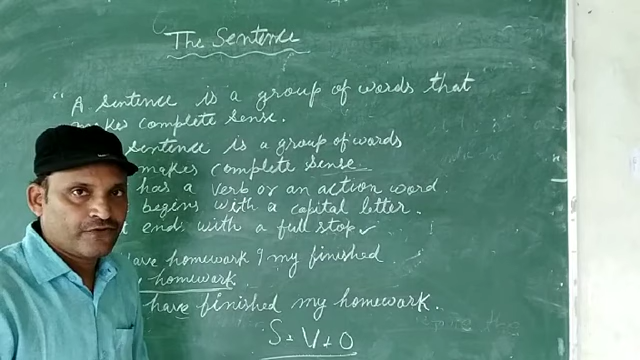 The Sentence
"A sentence is a group of words that
makes complete sense.
sentence is a group of words
makes complete sense
has a verb or an action word
begins with a capital letter.
ends with a full stop ✓
have homework I my finished
homework.
have finished my homework.
S + V + O